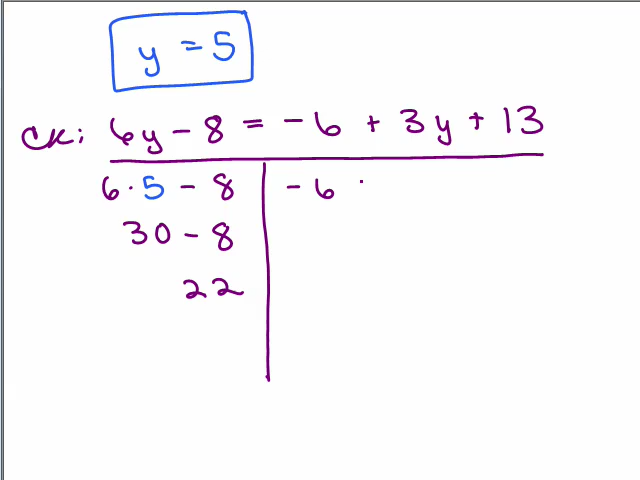 y = 5
CK: 6y - 8 = -6 + 3y + 13
6 · 5 - 8
-6
30 - 8
22